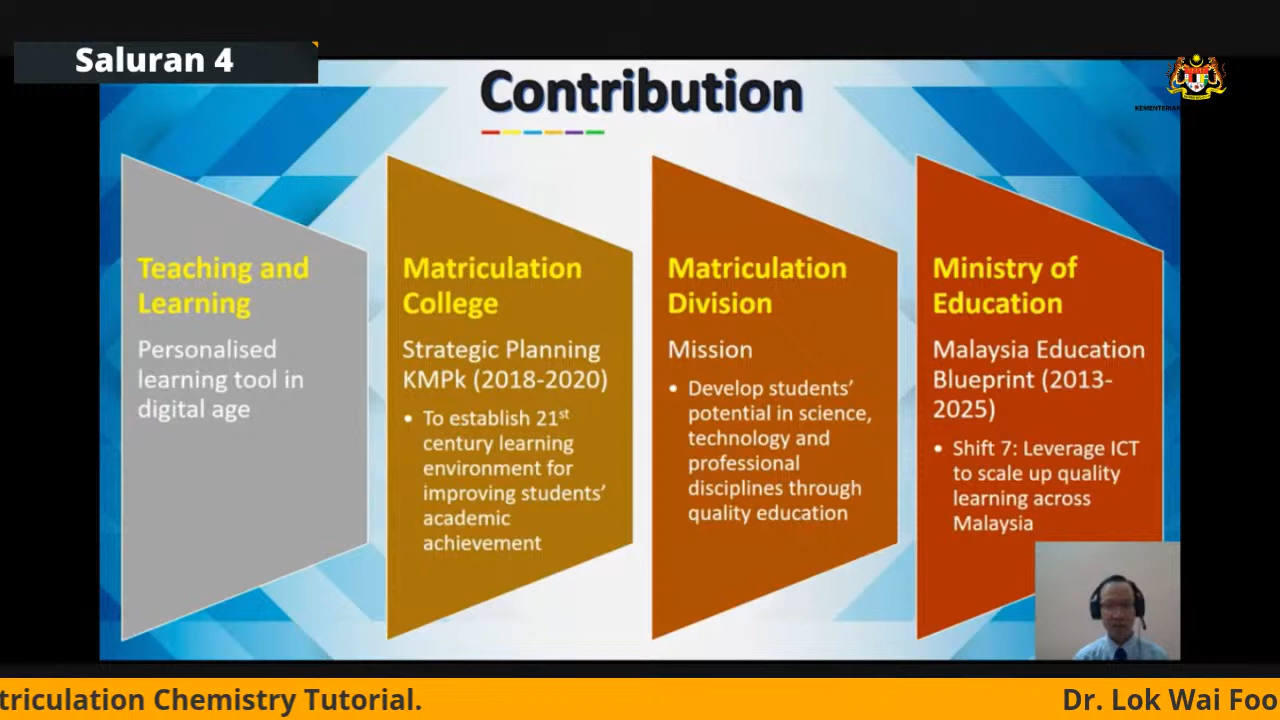 Saluran 4
Contribution
KEMENTERIAN
Teaching and
Learning
Personalised
learning tool in
digital age
Matriculation
College
Strategic Planning
KMPk (2018-2020)
• To establish 21st
century learning
environment for
improving students’
academic
achievement
Matriculation
Division
Mission
• Develop students’
potential in science,
technology and
professional
disciplines through
quality education
Ministry of
Education
Malaysia Education
Blueprint (2013-
2025)
• Shift 7: Leverage ICT
to scale up quality
learning across
Malaysia
triculation Chemistry Tutorial.
Dr. Lok Wai Foo